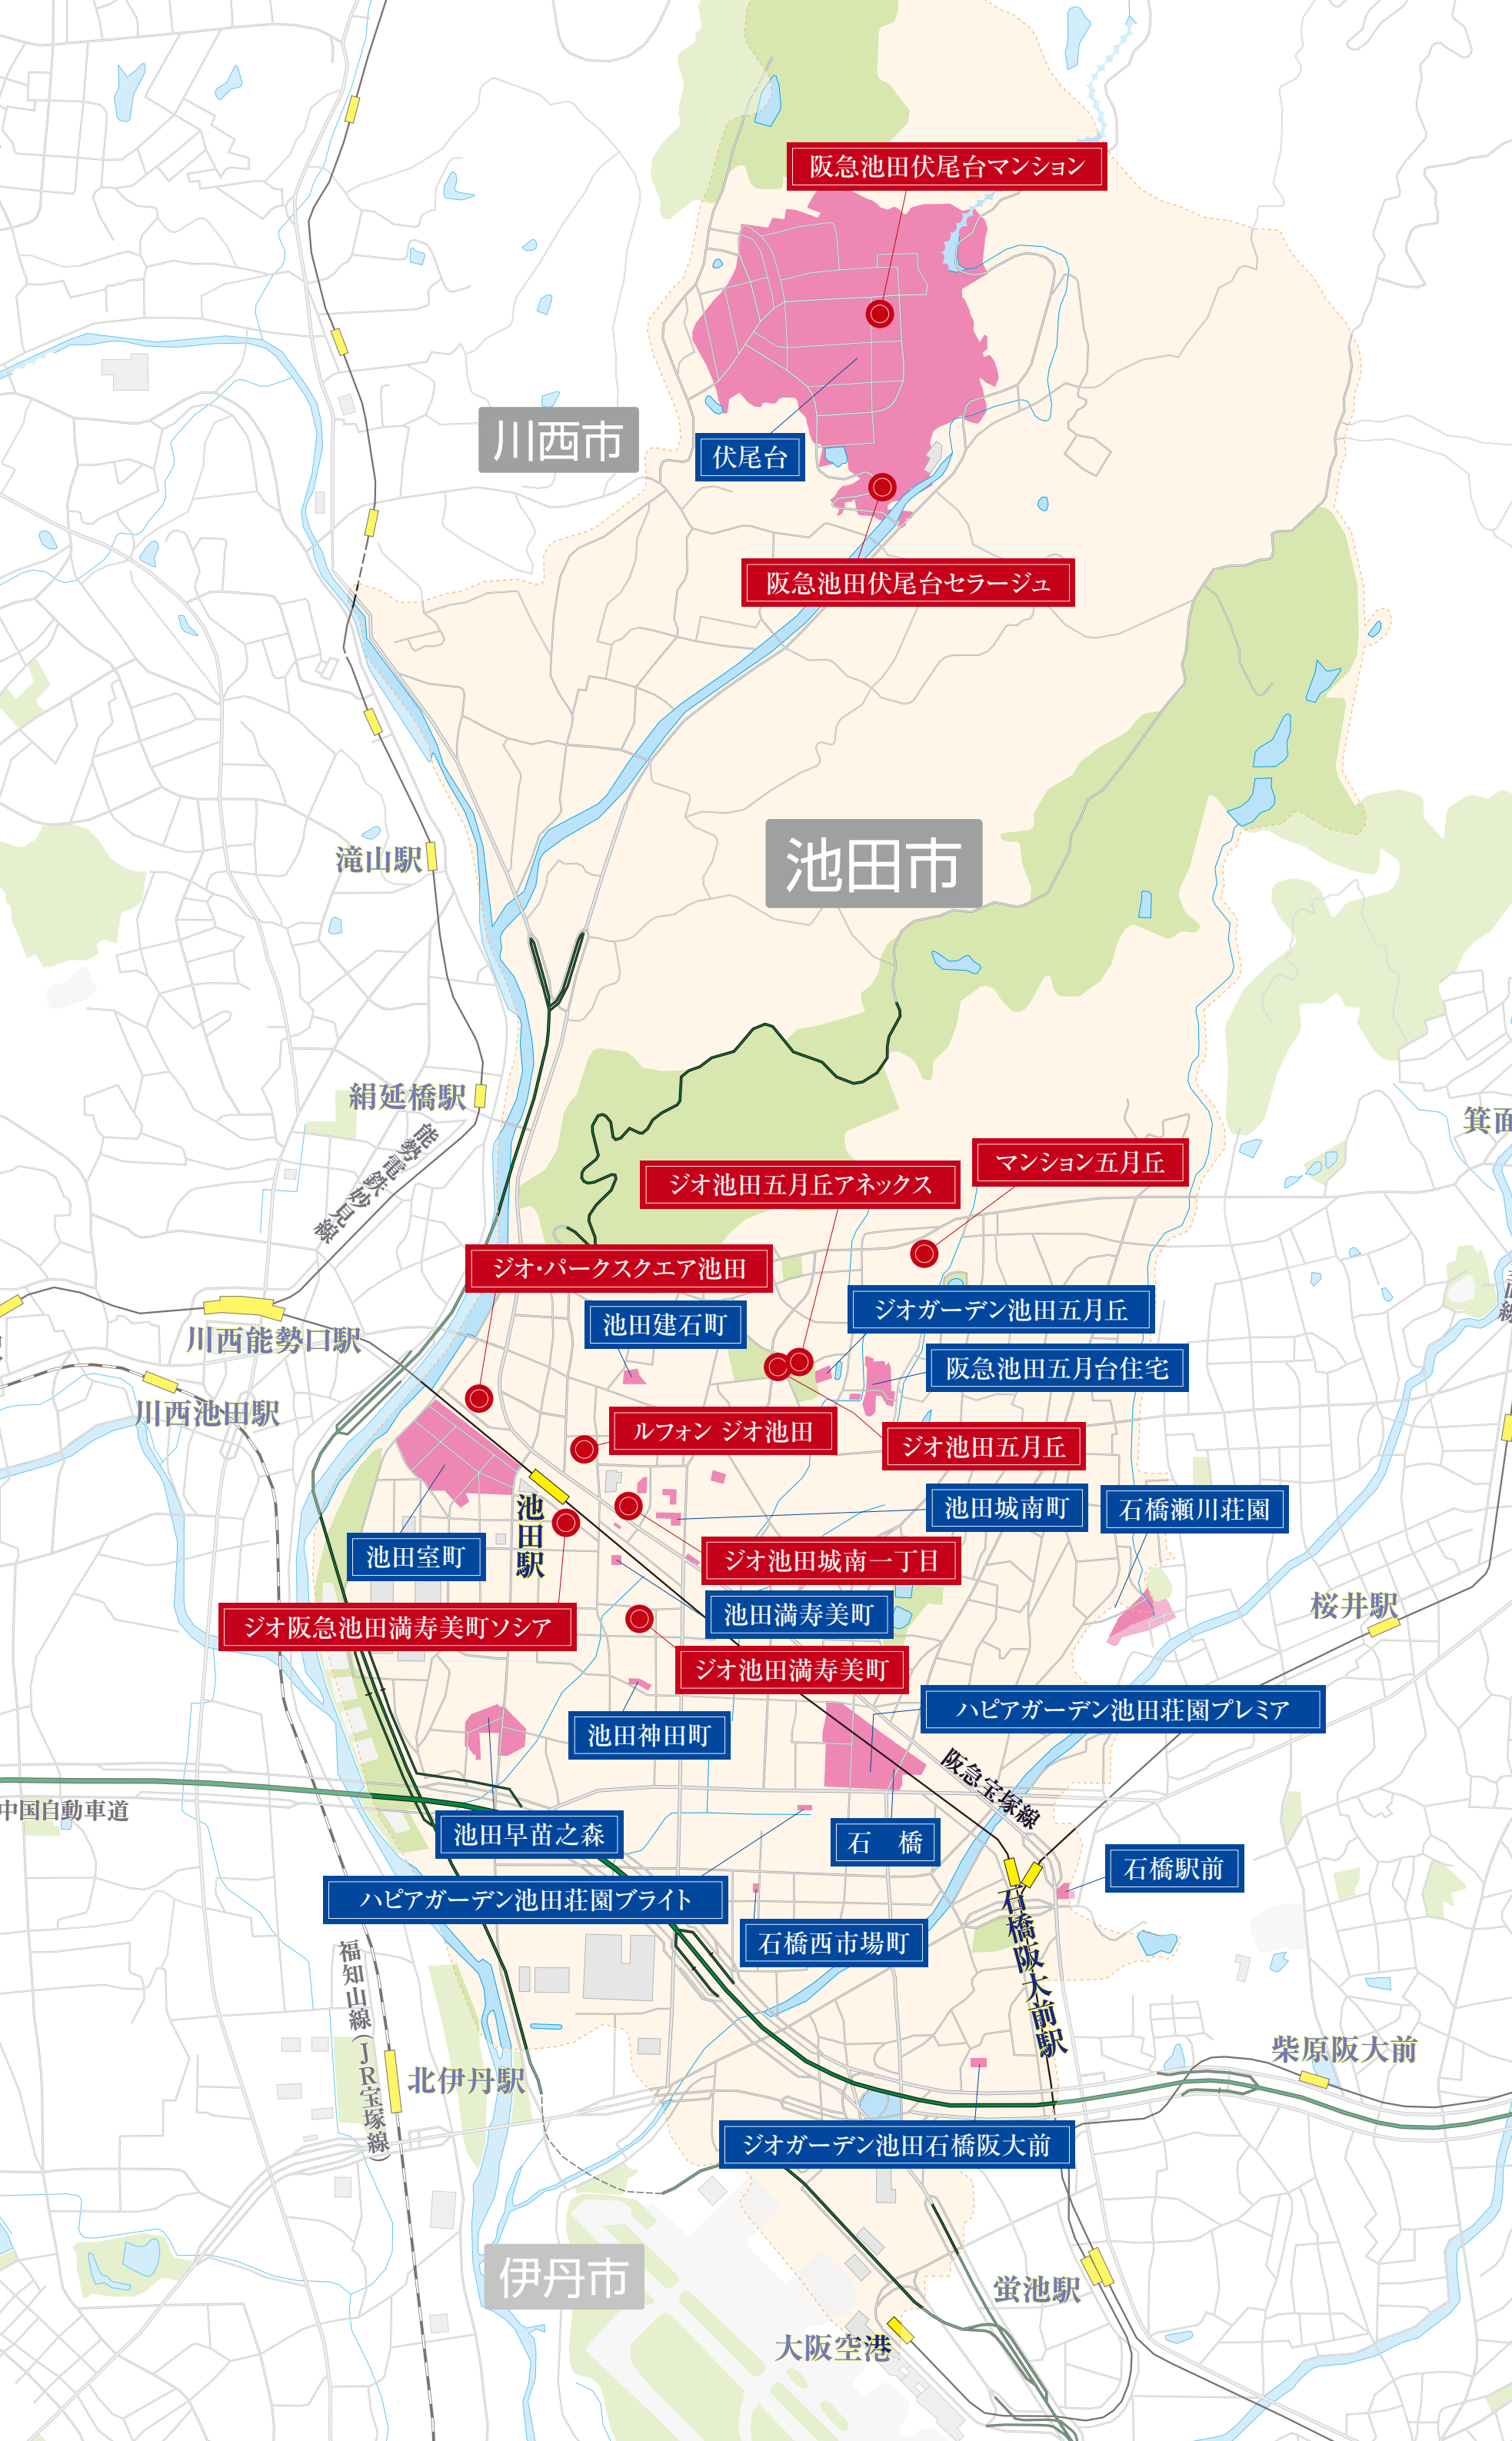 阪急池田伏尾台マンション
川西市
伏尾台
阪急池田伏尾台セラージュ
池田市
滝山駅
絹延橋駅
箕面
能勢電鉄妙見線
マンション五月丘
ジオ池田五月丘アネックス
ジオ・パークスクエア池田
池田建石町
ジオガーデン池田五月丘
川西能勢口駅
阪急池田五月台住宅
川西池田駅
ルフォン ジオ池田
ジオ池田五月丘
池田駅
池田城南町
石橋瀬川荘園
池田室町
ジオ池田城南一丁目
池田満寿美町
桜井駅
ジオ阪急池田満寿美町ソシア
ジオ池田満寿美町
ハピアガーデン池田荘園プレミア
池田神田町
阪急宝塚線
中国自動車道
池田早苗之森
石 橋
石橋駅前
ハピアガーデン池田荘園ブライト
石橋西市場町
石橋阪大前駅
福知山線(JR宝塚線)
北伊丹駅
柴原阪大前
ジオガーデン池田石橋阪大前
伊丹市
蛍池駅
大阪空港